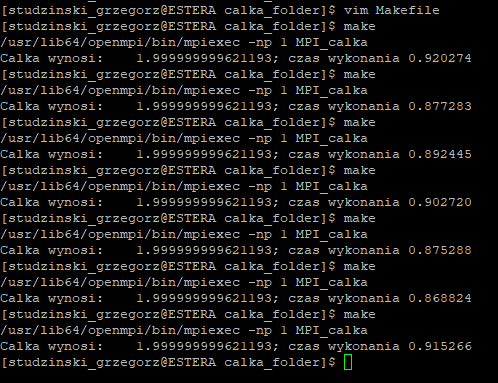 [studzinski_grzegorz@ESTERA calka_folder]$ vim Makefile
[studzinski_grzegorz@ESTERA calka_folder]$ make
/usr/lib64/openmpi/bin/mpiexec -np 1 MPI_calka
Calka wynosi:    1.999999999621193; czas wykonania 0.920274
[studzinski_grzegorz@ESTERA calka_folder]$ make
/usr/lib64/openmpi/bin/mpiexec -np 1 MPI_calka
Calka wynosi:    1.999999999621193; czas wykonania 0.877283
[studzinski_grzegorz@ESTERA calka_folder]$ make
/usr/lib64/openmpi/bin/mpiexec -np 1 MPI_calka
Calka wynosi:    1.999999999621193; czas wykonania 0.892445
[studzinski_grzegorz@ESTERA calka_folder]$ make
/usr/lib64/openmpi/bin/mpiexec -np 1 MPI_calka
Calka wynosi:    1.999999999621193; czas wykonania 0.902720
[studzinski_grzegorz@ESTERA calka_folder]$ make
/usr/lib64/openmpi/bin/mpiexec -np 1 MPI_calka
Calka wynosi:    1.999999999621193; czas wykonania 0.875288
[studzinski_grzegorz@ESTERA calka_folder]$ make
/usr/lib64/openmpi/bin/mpiexec -np 1 MPI_calka
Calka wynosi:    1.999999999621193; czas wykonania 0.868824
[studzinski_grzegorz@ESTERA calka_folder]$ make
/usr/lib64/openmpi/bin/mpiexec -np 1 MPI_calka
Calka wynosi:    1.999999999621193; czas wykonania 0.915266
[studzinski_grzegorz@ESTERA calka_folder]$